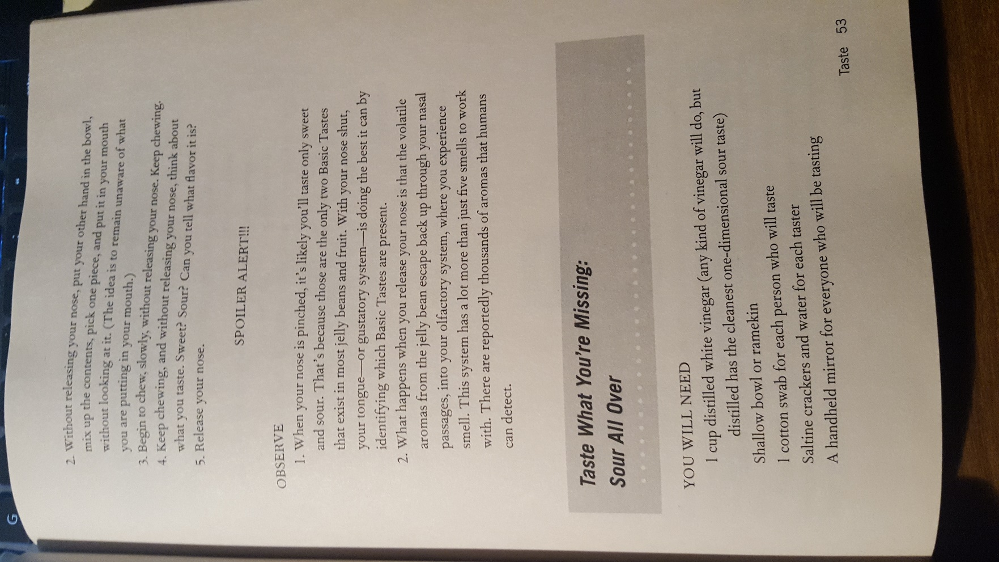 2. Without releasing your nose, put your other hand in the bowl,
mix up the contents, pick one piece, and put it in your mouth
without looking at it. (The idea is to remain unaware of what
you are putting in your mouth.)
3. Begin to chew, slowly, without releasing your nose. Keep chewing.
4. Keep chewing, and without releasing your nose, think about
what you taste. Sweet? Sour? Can you tell what flavor it is?
5. Release your nose.
SPOILER ALERT!!!
OBSERVE
1. When your nose is pinched, it's likely you'll taste only sweet
and sour. That's because those are the only two Basic Tastes
that exist in most jelly beans and fruit. With your nose shut,
your tongue—or gustatory system—is doing the best it can by
identifying which Basic Tastes are present.
2. What happens when you release your nose is that the volatile
aromas from the jelly bean escape back up through your nasal
passages, into your olfactory system, where you experience
smell. This system has a lot more than just five smells to work
with. There are reportedly thousands of aromas that humans
can detect.
Taste What You're Missing:
Sour All Over
YOU WILL NEED
1 cup distilled white vinegar (any kind of vinegar will do, but
distilled has the cleanest one-dimensional sour taste)
Shallow bowl or ramekin
1 cotton swab for each person who will taste
Saltine crackers and water for each taster
A handheld mirror for everyone who will be tasting
Taste 53
G